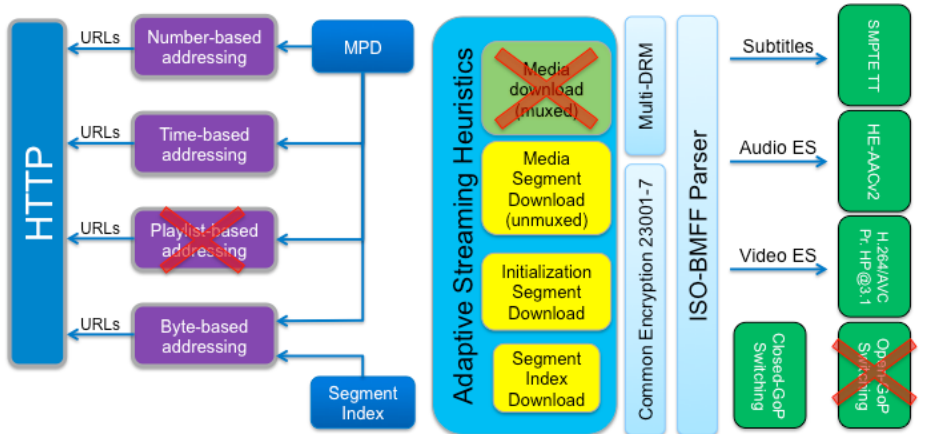 HTTP
URLs
Number-based
addressing
MPD
URLs
Time-based
addressing
URLs
Playlist-based
addressing
URLs
Byte-based
addressing
Segment
Index
Adaptive Streaming Heuristics
Media
download
(muxed)
Media
Segment
Download
(unmuxed)
Initialization
Segment
Download
Segment
Index
Download
Multi-DRM
Common Encryption 23001-7
ISO-BMFF Parser
Subtitles
SMPTE TT
Audio ES
HE-AACv2
Video ES
H.264/AVC
Pr. HP@3.1
Closed-GoP
Switching
Open-GoP
Switching